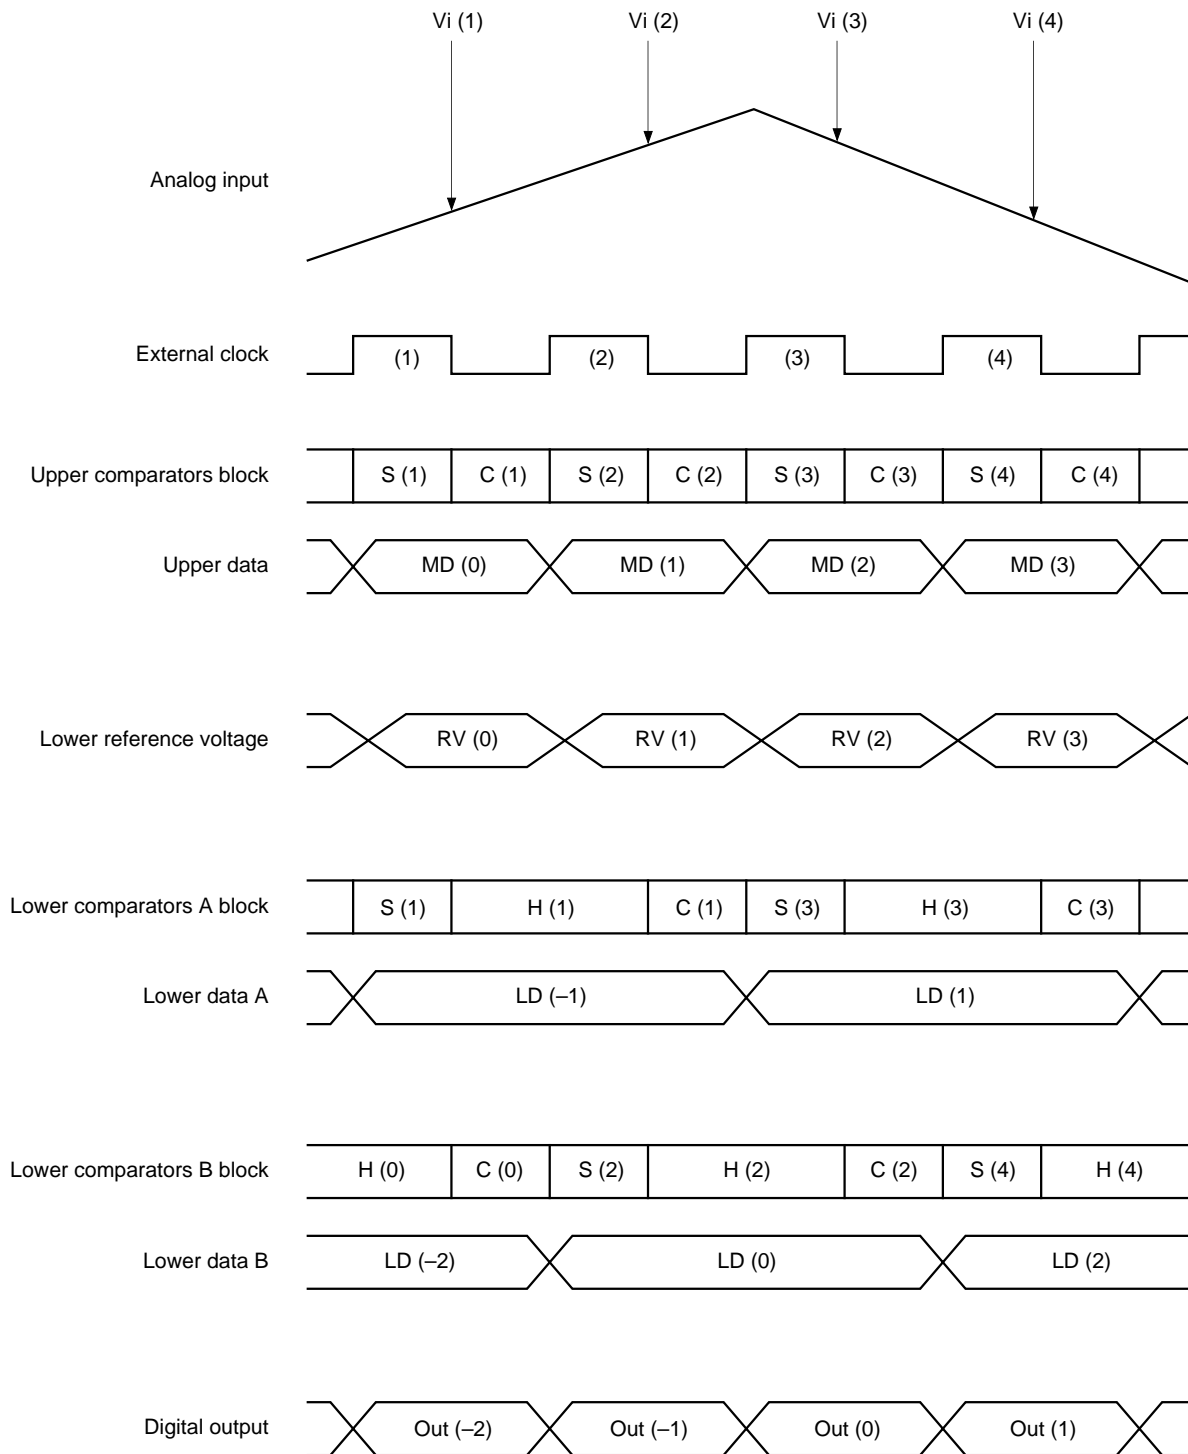 Vi (1) Vi (2) Vi (3) Vi (4)
Analog input
External clock (1) (2) (3) (4)
Upper comparators block S (1) C (1) S (2) C (2) S (3) C (3) S (4) C (4)
Upper data MD (0) MD (1) MD (2) MD (3)
Lower reference voltage RV (0) RV (1) RV (2) RV (3)
Lower comparators A block S (1) H (1) C (1) S (3) H (3) C (3)
Lower data A LD (–1) LD (1)
Lower comparators B block H (0) C (0) S (2) H (2) C (2) S (4) H (4)
Lower data B LD (–2) LD (0) LD (2)
Digital output Out (–2) Out (–1) Out (0) Out (1)